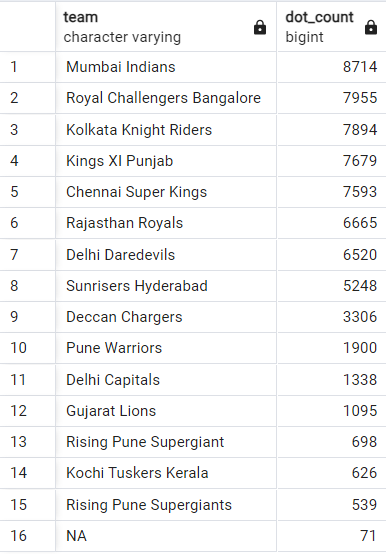 team dot_count
character varying bigint
1 Mumbai Indians 8714
2 Royal Challengers Bangalore 7955
3 Kolkata Knight Riders 7894
4 Kings XI Punjab 7679
5 Chennai Super Kings 7593
6 Rajasthan Royals 6665
7 Delhi Daredevils 6520
8 Sunrisers Hyderabad 5248
9 Deccan Chargers 3306
10 Pune Warriors 1900
11 Delhi Capitals 1338
12 Gujarat Lions 1095
13 Rising Pune Supergiant 698
14 Kochi Tuskers Kerala 626
15 Rising Pune Supergiants 539
16 NA 71